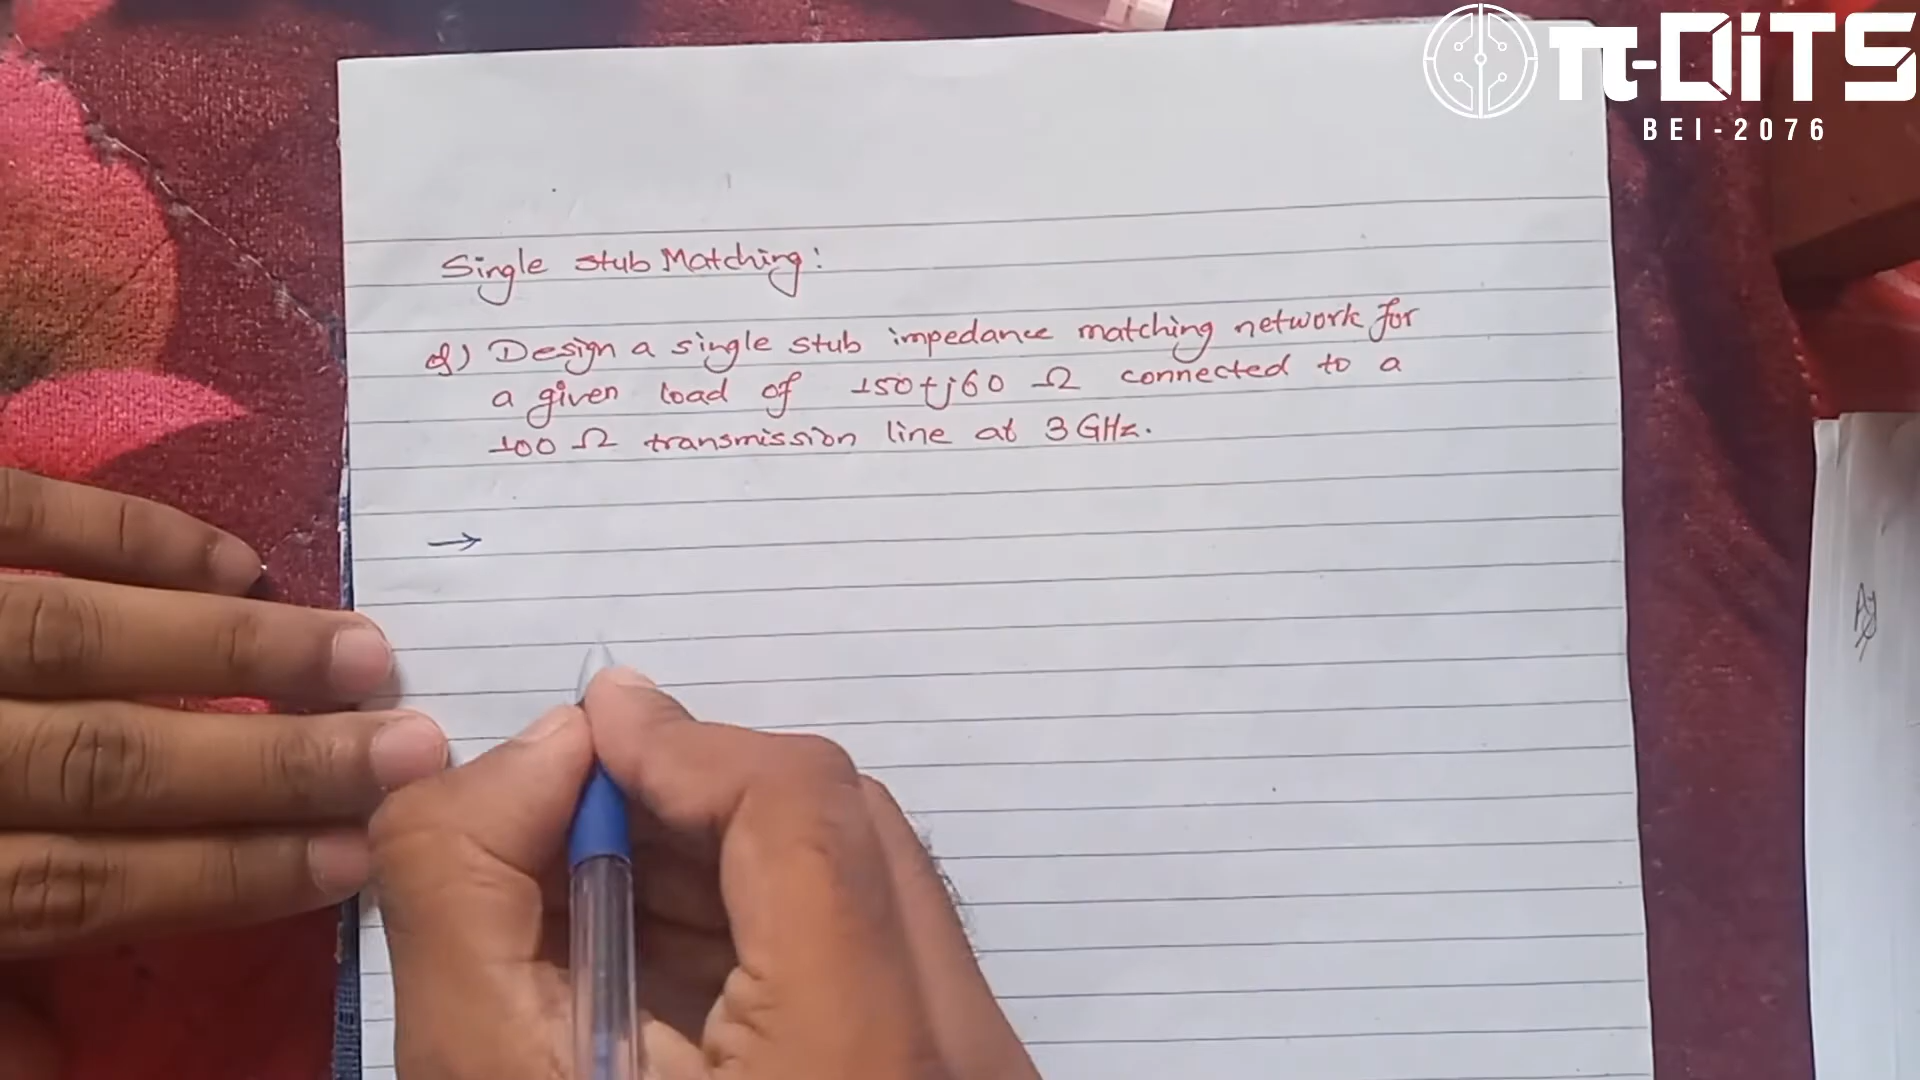 π-DiTS
BEI-2076
Single stub Matching:
Q) Design a single stub impedance matching network for
a given load of 150+j60 Ω connected to a
100 Ω transmission line at 3 GHz.
→